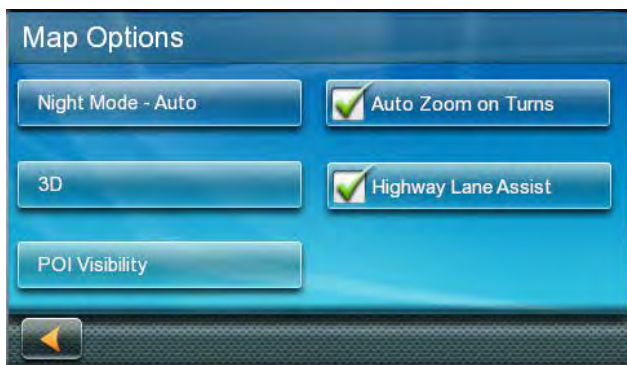 Map Options
Night Mode - Auto
Auto Zoom on Turns
3D
Highway Lane Assist
POI Visibility